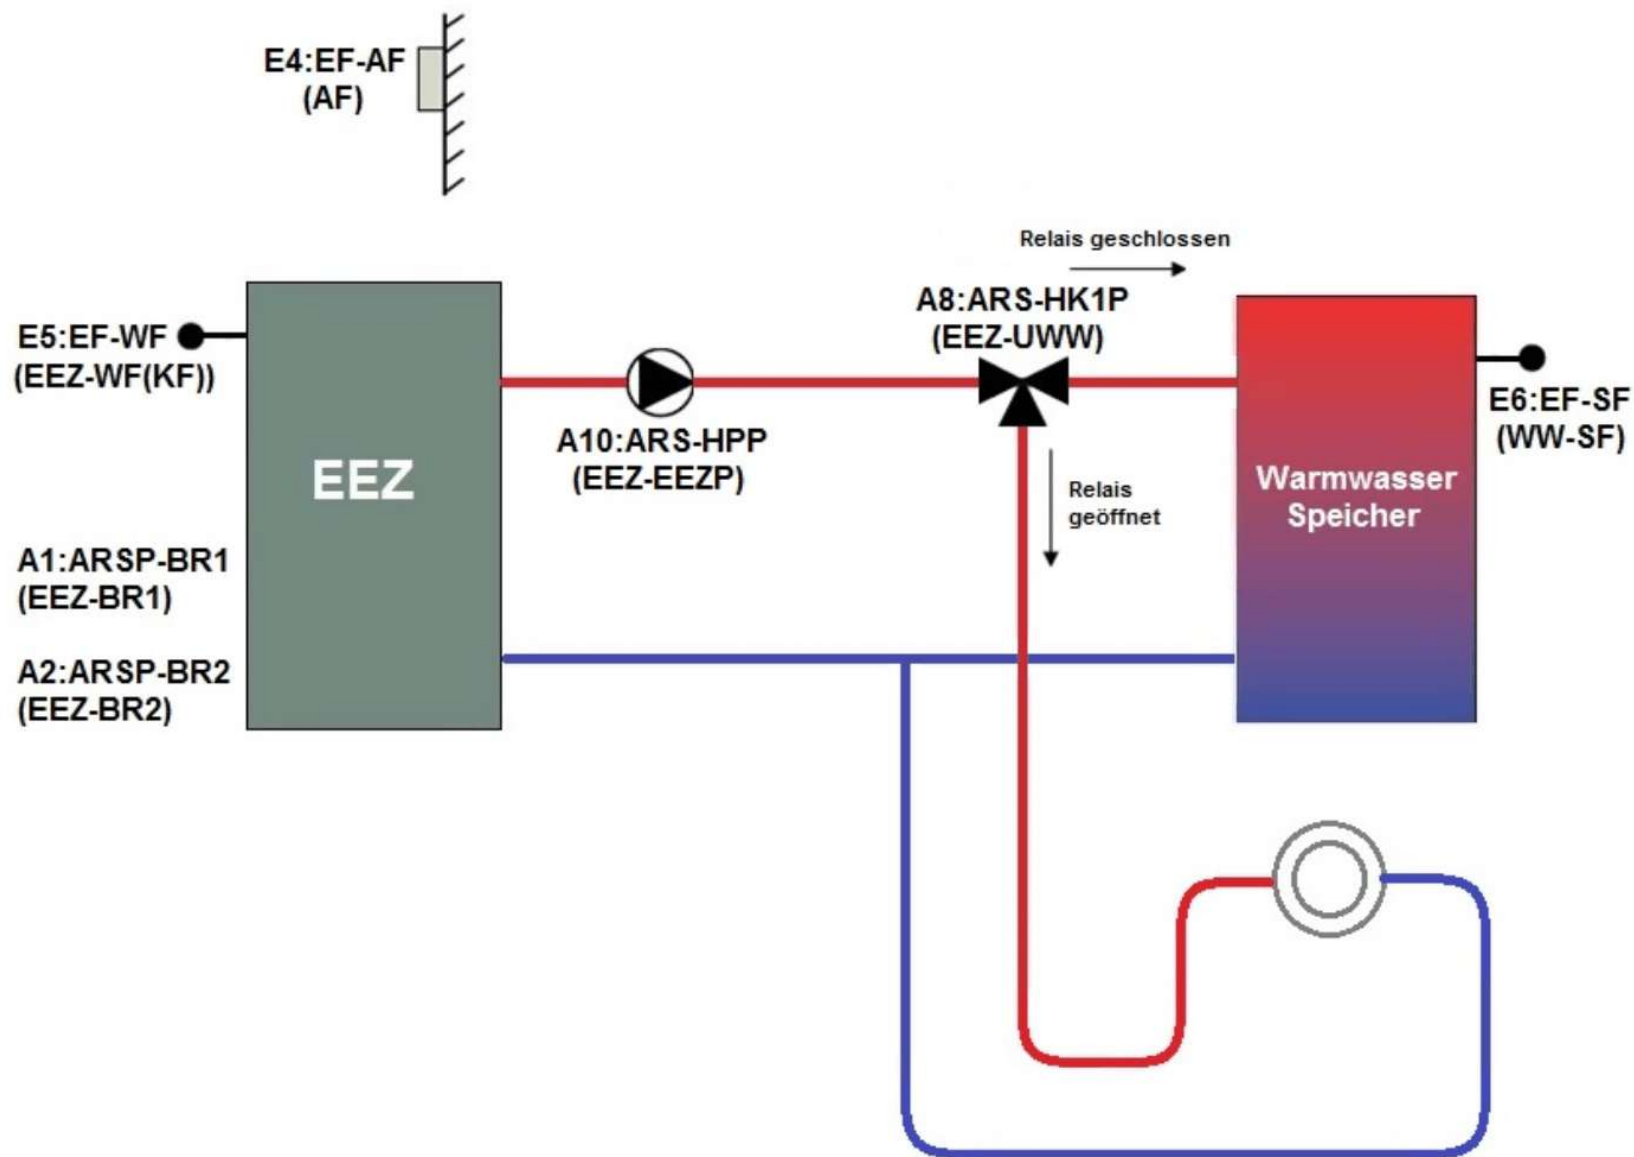 E4:EF-AF
(AF)
Relais geschlossen
A8:ARS-HK1P
(EEZ-UWW)
E5:EF-WF
(EEZ-WF(KF))
E6:EF-SF
(WW-SF)
A10:ARS-HPP
(EEZ-EEZP)
EEZ
Relais
geöffnet
Warmwasser
Speicher
A1:ARSP-BR1
(EEZ-BR1)
A2:ARSP-BR2
(EEZ-BR2)